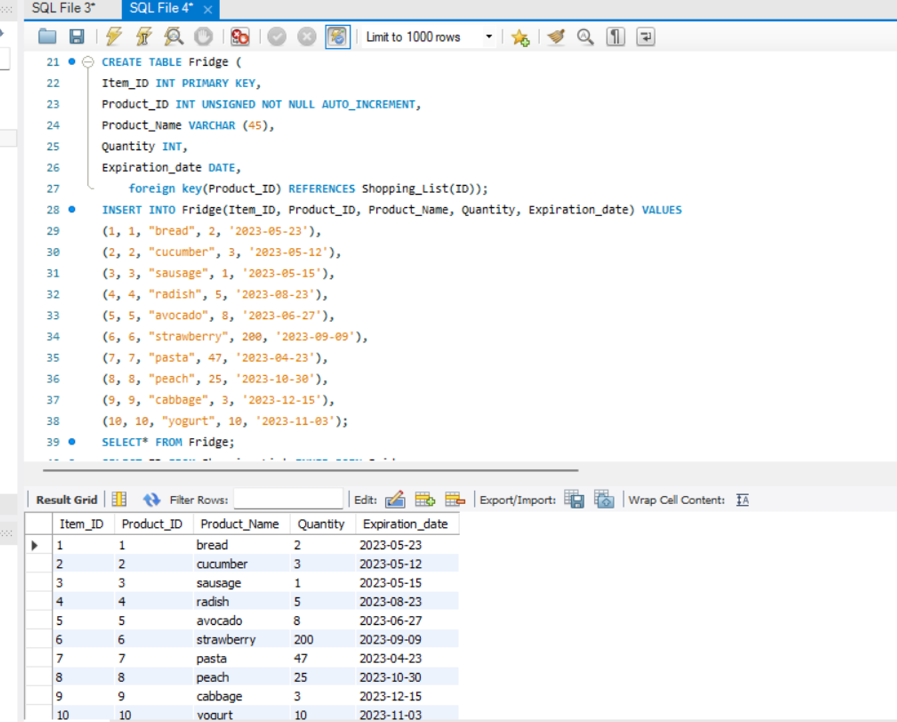 SQL File 3*
SQL File 4* ×
Limit to 1000 rows
21 CREATE TABLE Fridge (
22 Item_ID INT PRIMARY KEY,
23 Product_ID INT UNSIGNED NOT NULL AUTO_INCREMENT,
24 Product_Name VARCHAR (45),
25 Quantity INT,
26 Expiration_date DATE,
27 foreign key(Product_ID) REFERENCES Shopping_List(ID));
28 INSERT INTO Fridge(Item_ID, Product_ID, Product_Name, Quantity, Expiration_date) VALUES
29 (1, 1, "bread", 2, '2023-05-23'),
30 (2, 2, "cucumber", 3, '2023-05-12'),
31 (3, 3, "sausage", 1, '2023-05-15'),
32 (4, 4, "radish", 5, '2023-08-23'),
33 (5, 5, "avocado", 8, '2023-06-27'),
34 (6, 6, "strawberry", 200, '2023-09-09'),
35 (7, 7, "pasta", 47, '2023-04-23'),
36 (8, 8, "peach", 25, '2023-10-30'),
37 (9, 9, "cabbage", 3, '2023-12-15'),
38 (10, 10, "yogurt", 10, '2023-11-03');
39 SELECT* FROM Fridge;
Result Grid Filter Rows: Edit: Export/Import: Wrap Cell Content:
Item_ID Product_ID Product_Name Quantity Expiration_date
1 1 bread 2 2023-05-23
2 2 cucumber 3 2023-05-12
3 3 sausage 1 2023-05-15
4 4 radish 5 2023-08-23
5 5 avocado 8 2023-06-27
6 6 strawberry 200 2023-09-09
7 7 pasta 47 2023-04-23
8 8 peach 25 2023-10-30
9 9 cabbage 3 2023-12-15
10 10 yogurt 10 2023-11-03